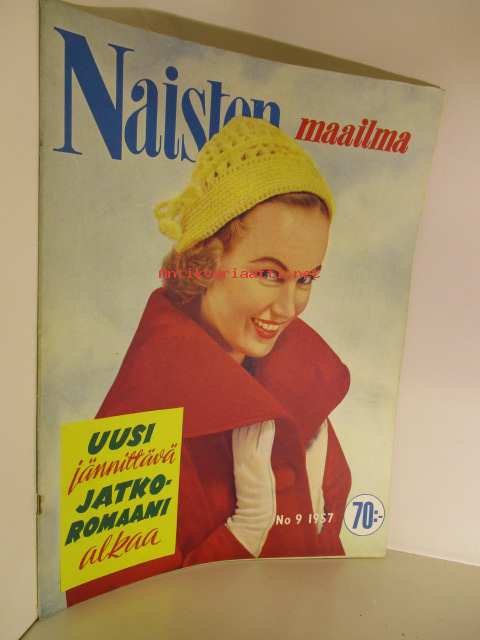 Naisten maailma
Antikvariaatti.net
UUSI
jännittävä
JATKO-
ROMAANI
alkaa
No 9 1957
70:-